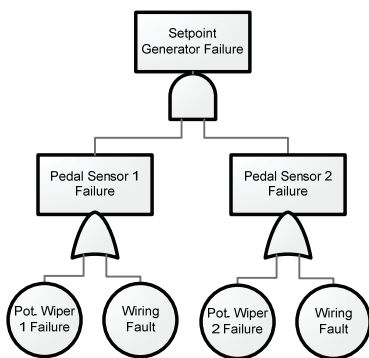 Setpoint
Generator Failure
Pedal Sensor 1
Failure
Pedal Sensor 2
Failure
Pot. Wiper
1 Failure
Wiring
Fault
Pot. Wiper
2 Failure
Wiring
Fault